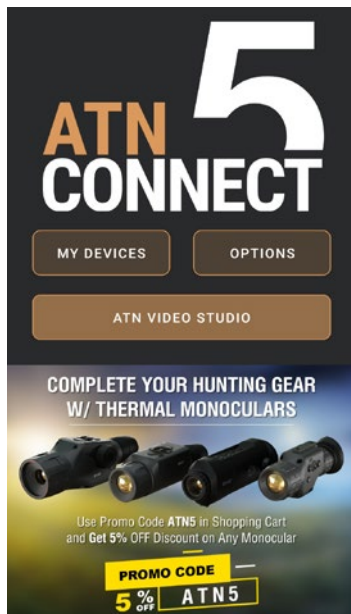 5
ATN
CONNECT
MY DEVICES
OPTIONS
ATN VIDEO STUDIO
COMPLETE YOUR HUNTING GEAR
W/ THERMAL MONOCULARS
Use Promo Code ATN5 in Shopping Cart
and Get 5% OFF Discount on Any Monocular
PROMO CODE
5% OFF ATN5